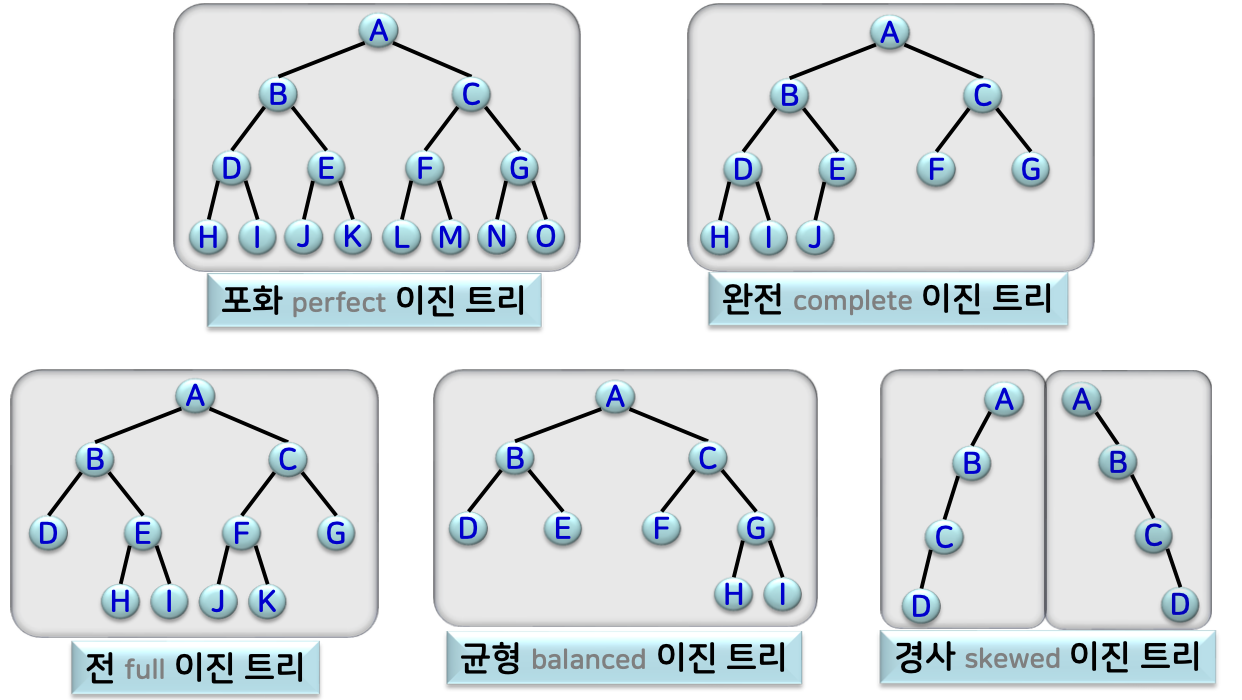 A
B C
D E F G
H I J K L M N O
포화 perfect 이진 트리
A
B C
D E F G
H I J
완전 complete 이진 트리
A
B C
D E F G
H I J K
전 full 이진 트리
A
B C
D E F G
H I
균형 balanced 이진 트리
A
B
C
D
A
B
C
D
경사 skewed 이진 트리